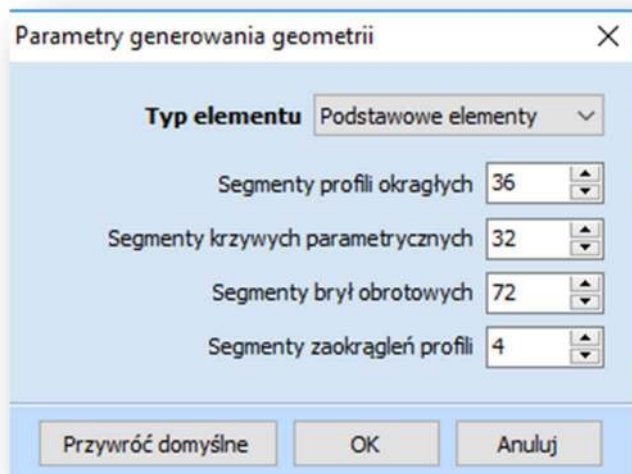 Parametry generowania geometrii
Typ elementu Podstawowe elementy
Segmenty profili okragłych 36
Segmenty krzywych parametrycznych 32
Segmenty brył obrotowych 72
Segmenty zaokrągleń profili 4
Przywróć domyślne OK Anuluj